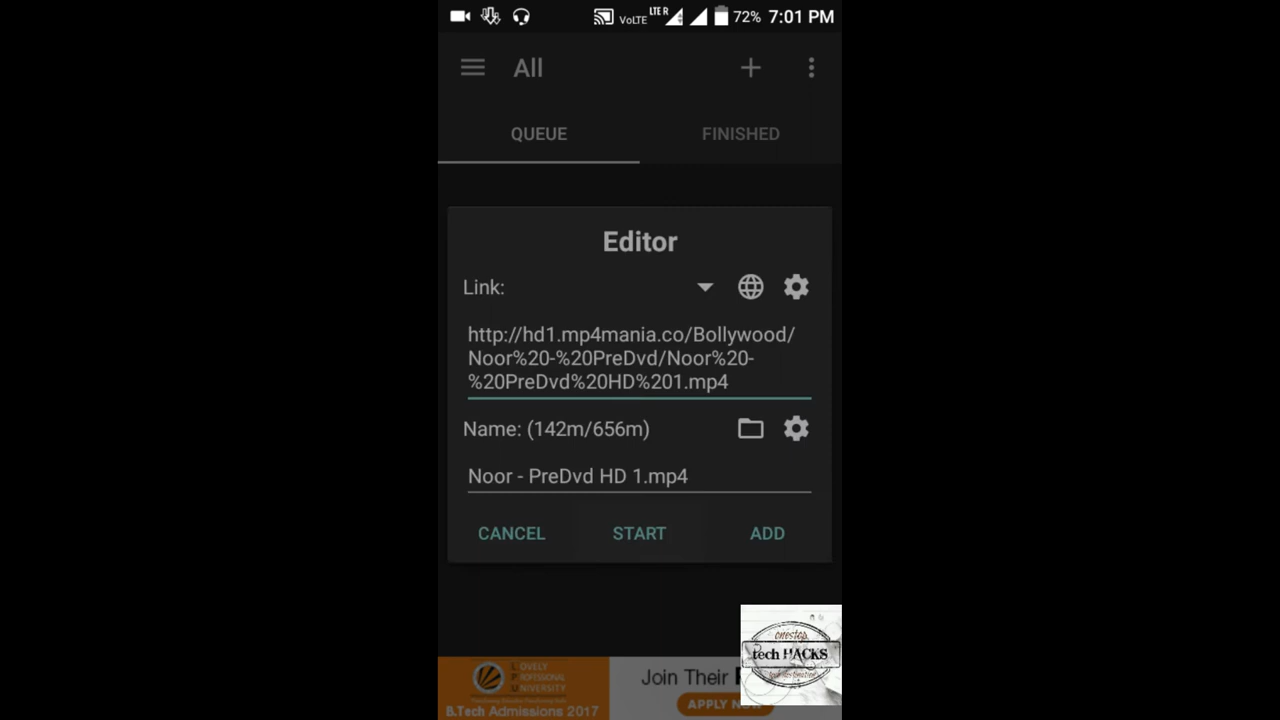 VoLTE LTE R 72% 7:01 PM
All
QUEUE FINISHED
Editor
Link:
http://hd1.mp4mania.co/Bollywood/
Noor%20-%20PreDvd/Noor%20-
%20PreDvd%20HD%201.mp4
Name: (142m/656m)
Noor - PreDvd HD 1.mp4
CANCEL START ADD
onestop
tech HACKS
LOVELY
PROFESSIONAL
UNIVERSITY
B.Tech Admissions 2017
Join Their
APPLY